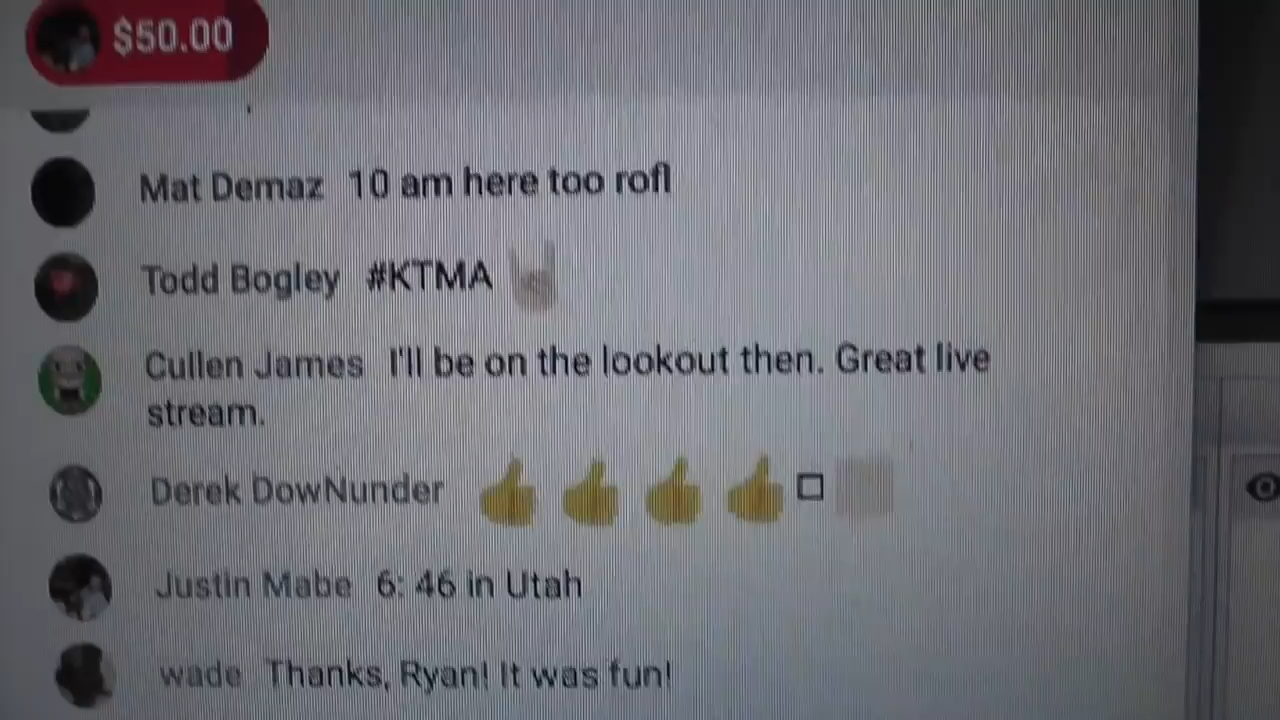 $50.00
Mat Demaz 10 am here too rofl
Todd Bogley #KTMA 🤘
Cullen James I'll be on the lookout then. Great live
stream.
Derek DowNunder 👍👍👍👍□
Justin Mabe 6: 46 in Utah
wade Thanks, Ryan! It was fun!